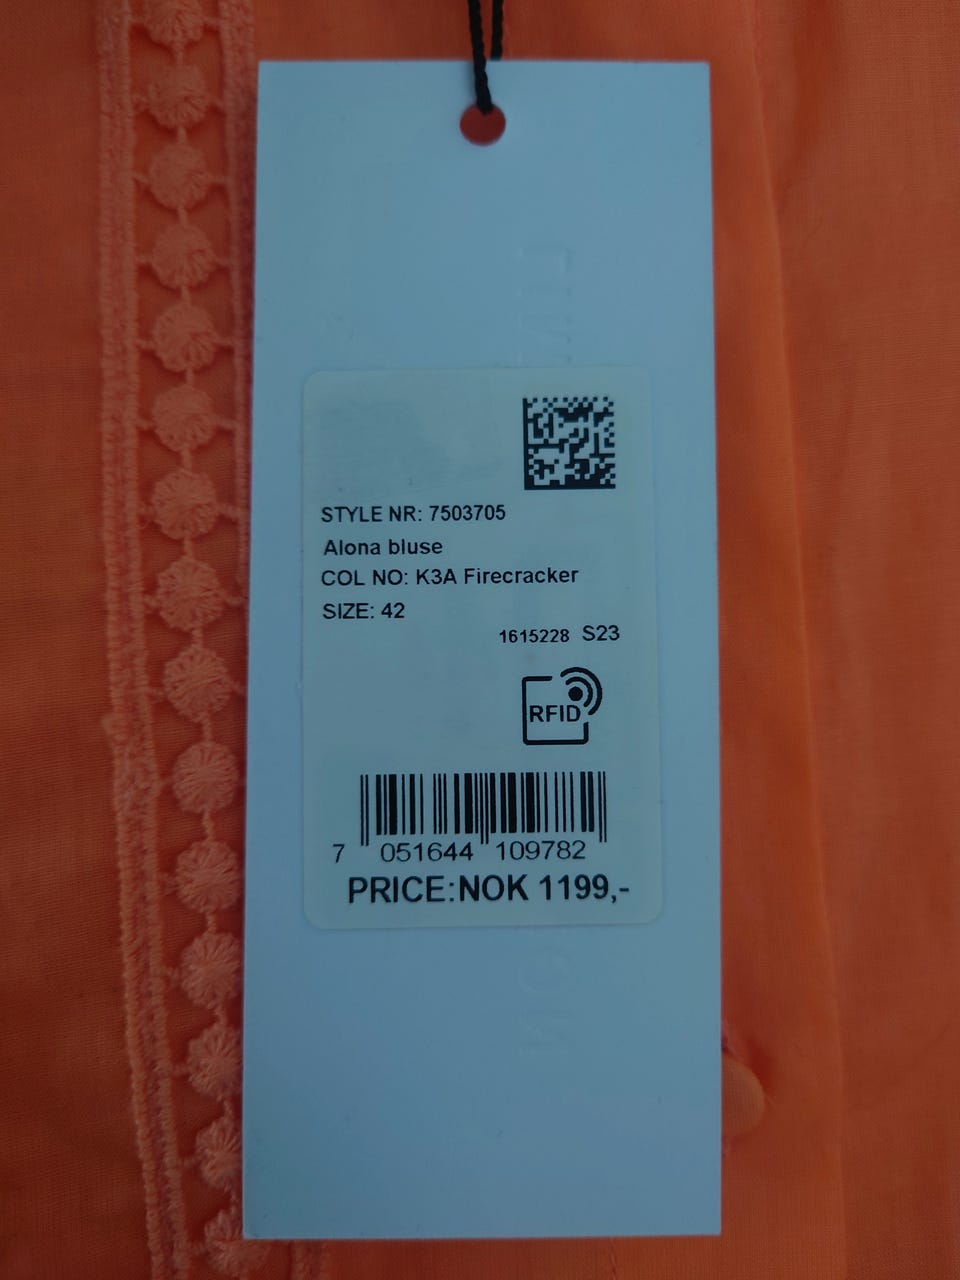 STYLE NR: 7503705
Alona bluse
COL NO: K3A Firecracker
SIZE: 42
1615228 S23
RFID
7 051644 109782
PRICE:NOK 1199,-